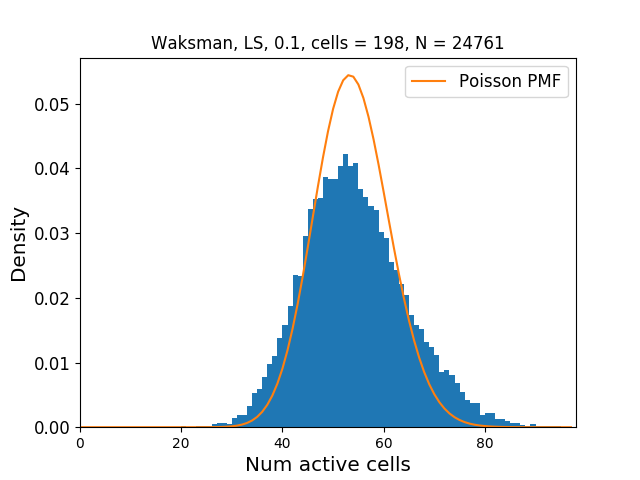 Waksman, LS, 0.1, cells = 198, N = 24761
Poisson PMF
Density
0.05
0.04
0.03
0.02
0.01
0.00
0
20
40
60
80
Num active cells